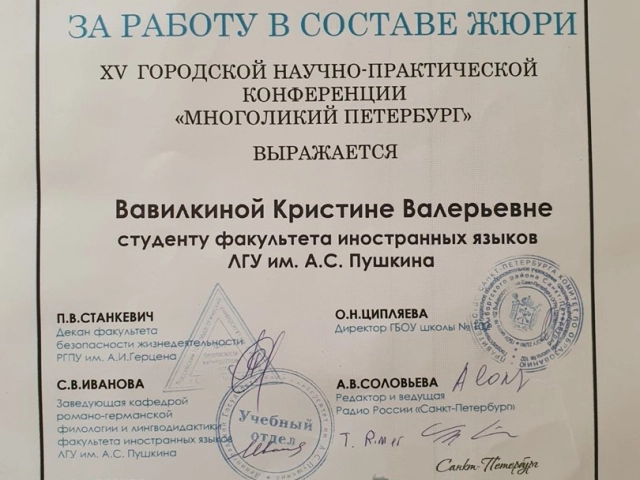 ЗА РАБОТУ В СОСТАВЕ ЖЮРИ
XV ГОРОДСКОЙ НАУЧНО-ПРАКТИЧЕСКОЙ
КОНФЕРЕНЦИИ
«МНОГОЛИКИЙ ПЕТЕРБУРГ»
ВЫРАЖАЕТСЯ
Вавилкиной Кристине Валерьевне
студенту факультета иностранных языков
ЛГУ им. А.С. Пушкина
П.В.СТАНКЕВИЧ
Декан факультета
безопасности жизнедеятельности
РГПУ им. А.И.Герцена
О.Н.ЦИПЛЯЕВА
Директор ГБОУ школы №
С.В.ИВАНОВА
Заведующая кафедрой
романо-германской
филологии и лингводидактики
факультета иностранных языков
ЛГУ им. А.С. Пушкина
Учебный
отдел
А.В.СОЛОВЬЕВА
Редактор и ведущая
Радио России «Санкт-Петербург»
Санкт-Петербург